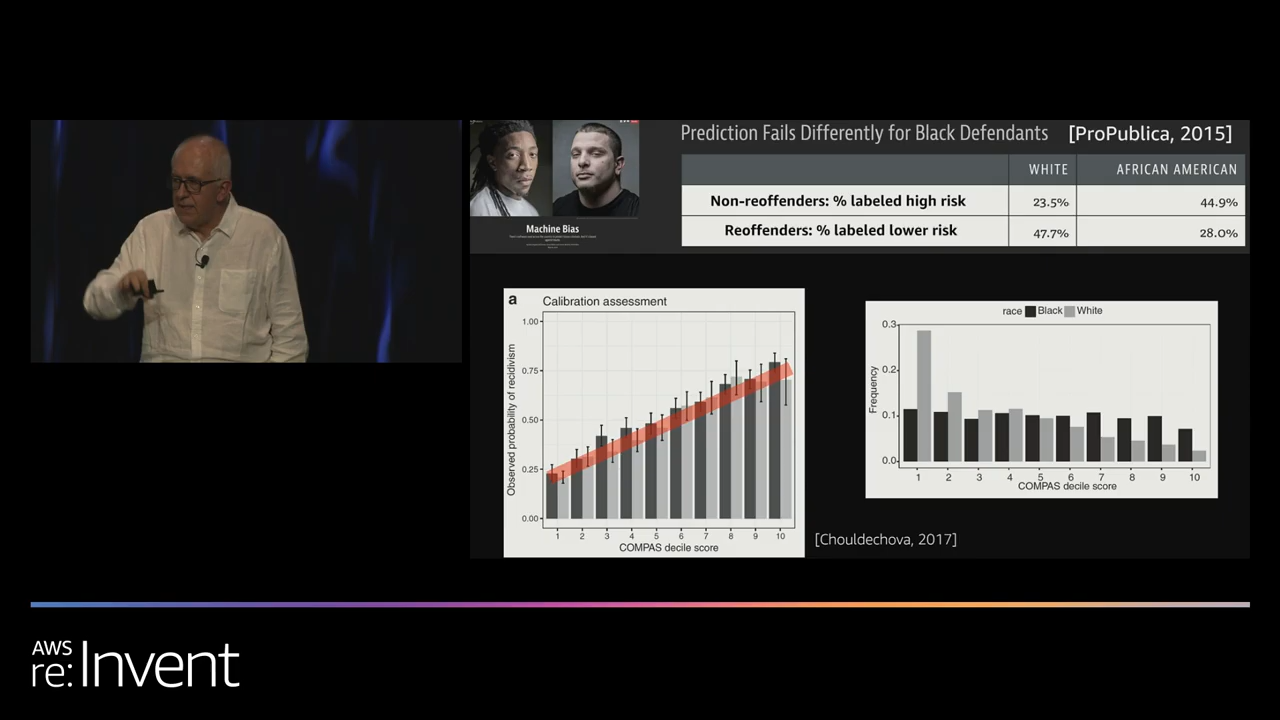 Prediction Fails Differently for Black Defendants [ProPublica, 2015]
WHITE AFRICAN AMERICAN
Non-reoffenders: % labeled high risk 23.5% 44.9%
Reoffenders: % labeled lower risk 47.7% 28.0%
Machine Bias
a Calibration assessment
Observed probability of recidivism
1.00
0.75
0.50
0.25
0.00
1 2 3 4 5 6 7 8 9 10
COMPAS decile score
race Black White
Frequency
0.3
0.2
0.1
0.0
1 2 3 4 5 6 7 8 9 10
COMPAS decile score
[Chouldechova, 2017]
AWS
re:Invent